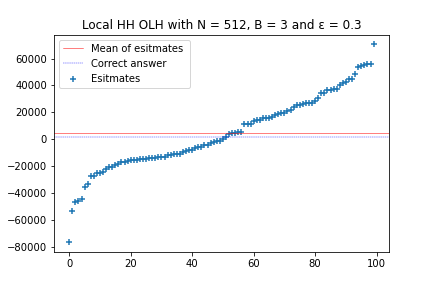 Local HH OLH with N = 512, B = 3 and ε = 0.3
Mean of esitmates
Correct answer
Esitmates
60000
40000
20000
0
−20000
−40000
−60000
−80000
0 20 40 60 80 100